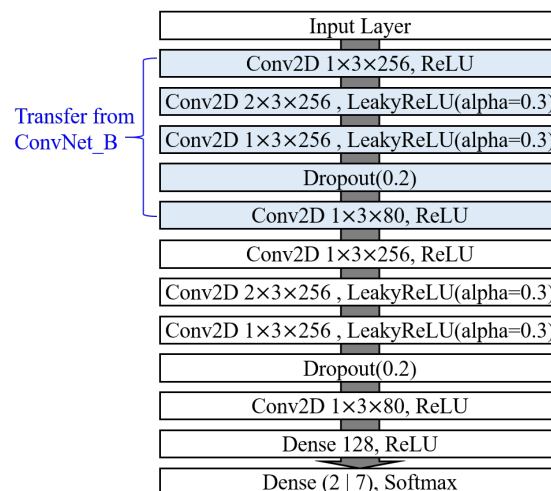 Input Layer
Conv2D 1×3×256, ReLU
Conv2D 2×3×256 , LeakyReLU(alpha=0.3)
Transfer from
ConvNet_B
Conv2D 1×3×256, LeakyReLU(alpha=0.3)
Dropout(0.2)
Conv2D 1×3×80, ReLU
Conv2D 1×3×256, ReLU
Conv2D 2×3×256 , LeakyReLU(alpha=0.3)
Conv2D 1×3×256, LeakyReLU(alpha=0.3)
Dropout(0.2)
Conv2D 1×3×80, ReLU
Dense 128, ReLU
Dense (2 | 7), Softmax